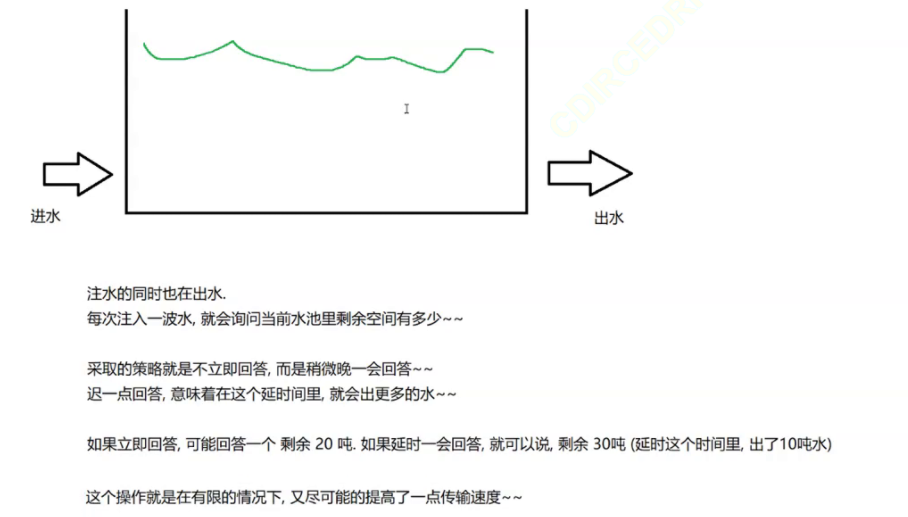 CDIRCEDR
进水
出水
注水的同时也在出水.
每次注入一波水, 就会询问当前水池里剩余空间有多少~~
采取的策略就是不立即回答, 而是稍微晚一会回答~~
迟一点回答, 意味着在这个延时间里, 就会出更多的水~~
如果立即回答, 可能回答一个 剩余 20 吨. 如果延时一会回答, 就可以说, 剩余 30吨 (延时这个时间里, 出了10吨水)
这个操作就是在有限的情况下, 又尽可能的提高了一点传输速度~~